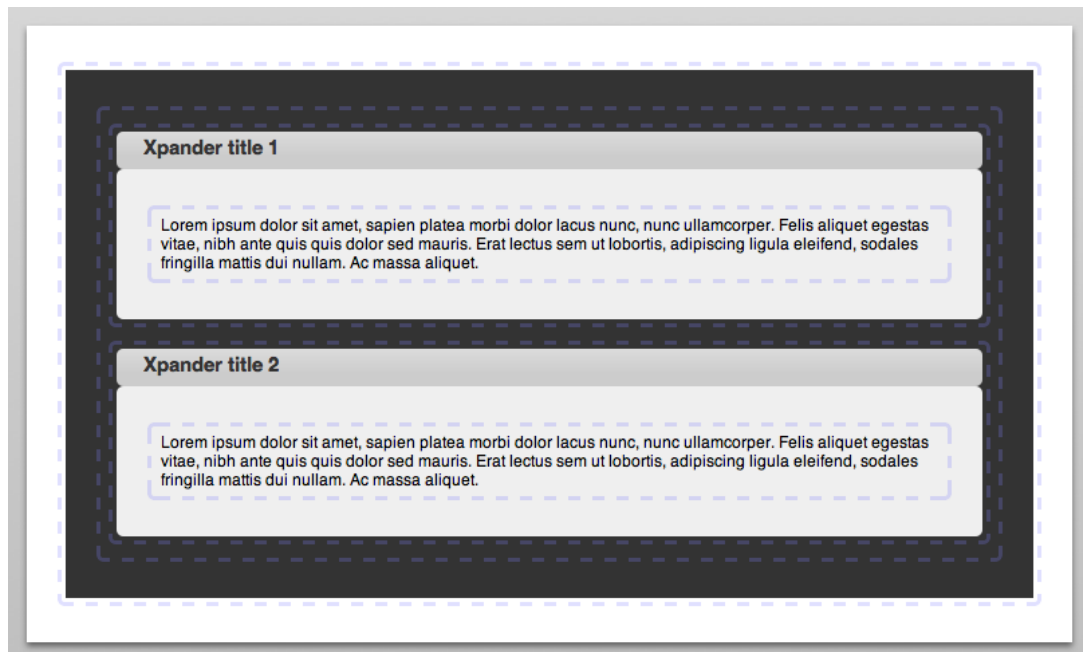 Xpander title 1
Lorem ipsum dolor sit amet, sapien platea morbi dolor lacus nunc, nunc ullamcorper. Felis aliquet egestas
vitae, nibh ante quis quis dolor sed mauris. Erat lectus sem ut lobortis, adipiscing ligula eleifend, sodales
fringilla mattis dui nullam. Ac massa aliquet.
Xpander title 2
Lorem ipsum dolor sit amet, sapien platea morbi dolor lacus nunc, nunc ullamcorper. Felis aliquet egestas
vitae, nibh ante quis quis dolor sed mauris. Erat lectus sem ut lobortis, adipiscing ligula eleifend, sodales
fringilla mattis dui nullam. Ac massa aliquet.